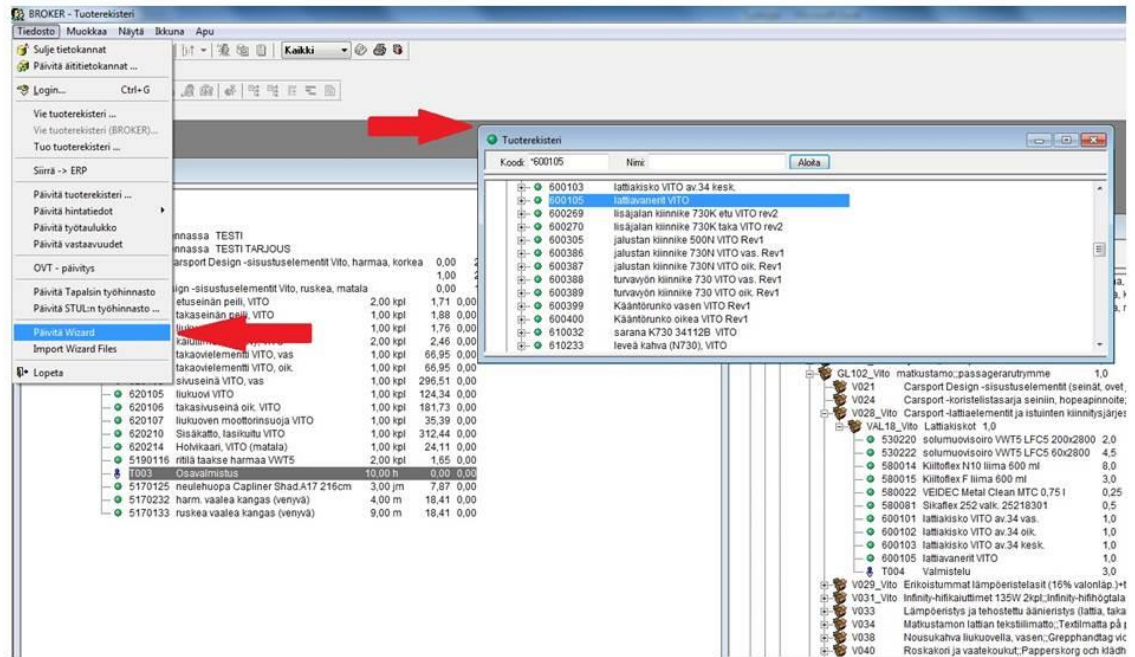 BROKER - Tuoterekisteri
Tiedosto Muokkaa Näytä Ikkuna Apu
Sulje tietokannat
Kaikki
Päivitä äititietokannat ...
Login... Ctrl+G
Vie tuoterekisteri ...
Vie tuoterekisteri (BROKER)...
Tuo tuoterekisteri ...
Siirrä -> ERP
Päivitä tuoterekisteri ...
Päivitä hintatiedot
Päivitä työtaulukko
Päivitä vastaavuudet
OVT - päivitys
Päivitä Tapalsin työhinnasto
Päivitä STUL:n työhinnasto ...
Päivitä Wizard
Import Wizard Files
Lopeta
Tuoterekisteri
Koodi: *600105 Nimi: Aloita
600103 lattiakisko VITO av.34 kesk.
600105 lattiavanerit VITO
600269 lisäjalan kiinnike 730K etu VITO rev2
600270 lisäjalan kiinnike 730K taka VITO rev2
600305 jalustan kiinnike 500N VITO Rev1
600386 jalustan kiinnike 730N VITO vas. Rev1
600387 jalustan kiinnike 730N VITO oik. Rev1
600388 turvavyön kiinnike 730 VITO vas. Rev1
600389 turvavyön kiinnike 730 VITO oik. Rev1
600399 Kääntörunko vasen VITO Rev1
600400 Kääntörunko oikea VITO Rev1
610032 sarana K730 34112B VITO
610233 leveä kahva (N730), VITO
nnassa TESTI
nnassa TESTI TARJOUS
arsport Design -sisustuselementit Vito, harmaa, korkea 0,00
1,00
ign -sisustuselementit Vito, ruskea, matala 0,00
etuseinän peili, VITO 2,00 kpl 1,71 0,00
takaseinän peili, VITO 1,00 kpl 1,88 0,00
1,00 kpl 1,76 0,00
VITO 2,00 kpl 2,46 0,00
takaovielementti VITO, vas 1,00 kpl 66,95 0,00
takaovielementti VITO, oik. 1,00 kpl 66,95 0,00
sivuseinä VITO, vas 1,00 kpl 296,51 0,00
620105 liukuovi VITO 1,00 kpl 124,34 0,00
620106 takasivuseinä oik. VITO 1,00 kpl 181,73 0,00
620107 liukuoven moottorinsuoja VITO 1,00 kpl 35,39 0,00
620210 Sisäkatto, lasikuitu VITO 1,00 kpl 312,44 0,00
620214 Holvikaari, VITO (matala) 1,00 kpl 24,11 0,00
5190116 ritilä taakse harmaa VWT5 2,00 kpl 1,65 0,00
T003 Osavalmistus 10,00 h 0,00 0,00
5170125 neulehuopa Capliner Shad.A17 216cm 3,00 jm 7,87 0,00
5170232 harm. vaalea kangas (venyvä) 4,00 m 18,41 0,00
5170133 ruskea vaalea kangas (venyvä) 9,00 m 18,41 0,00
GL102_Vito matkustamo;;passagerarutrymme 1,0
V021 Carsport Design -sisustuselementit (seinät, ovet
V024 Carsport -koristelistasarja seiniin, hopeapinnoite;
V028_Vito Carsport -lattiaelementit ja istuinten kiinnitysjärjes
VAL18_Vito Lattiakiskot 1,0
530220 solumuovisoiro VWT5 LFC5 200x2800 2,0
530222 solumuovisoiro VWT5 LFC5 60x2800 4,5
580014 Kiiltoflex N10 liima 600 ml 8,0
580015 Kiiltoflex F liima 600 ml 3,0
580022 VEIDEC Metal Clean MTC 0,75 l 0,25
580081 Sikaflex 252 valk. 25218301 0,5
600101 lattiakisko VITO av.34 vas. 1,0
600102 lattiakisko VITO av.34 oik. 1,0
600103 lattiakisko VITO av.34 kesk. 1,0
600105 lattiavanerit VITO 1,0
T004 Valmistelu 3,0
V029_Vito Erikoistummat lämpöeristelasit (16% valonläp.)+t
V031_Vito Infinity-hifikaiuttimet 135W 2kpl;;Infinity-hifihögtala
V033 Lämpöeristys ja tehostettu äänieristys (lattia, taka
V034 Matkustamon lattian tekstiilimatto;;Textilmatta på p
V038 Nousukahva liukuovella, vasen;;Grepphandtag vic
V040 Roskakori ja vaatekoukut;;Papperskorg och klädh